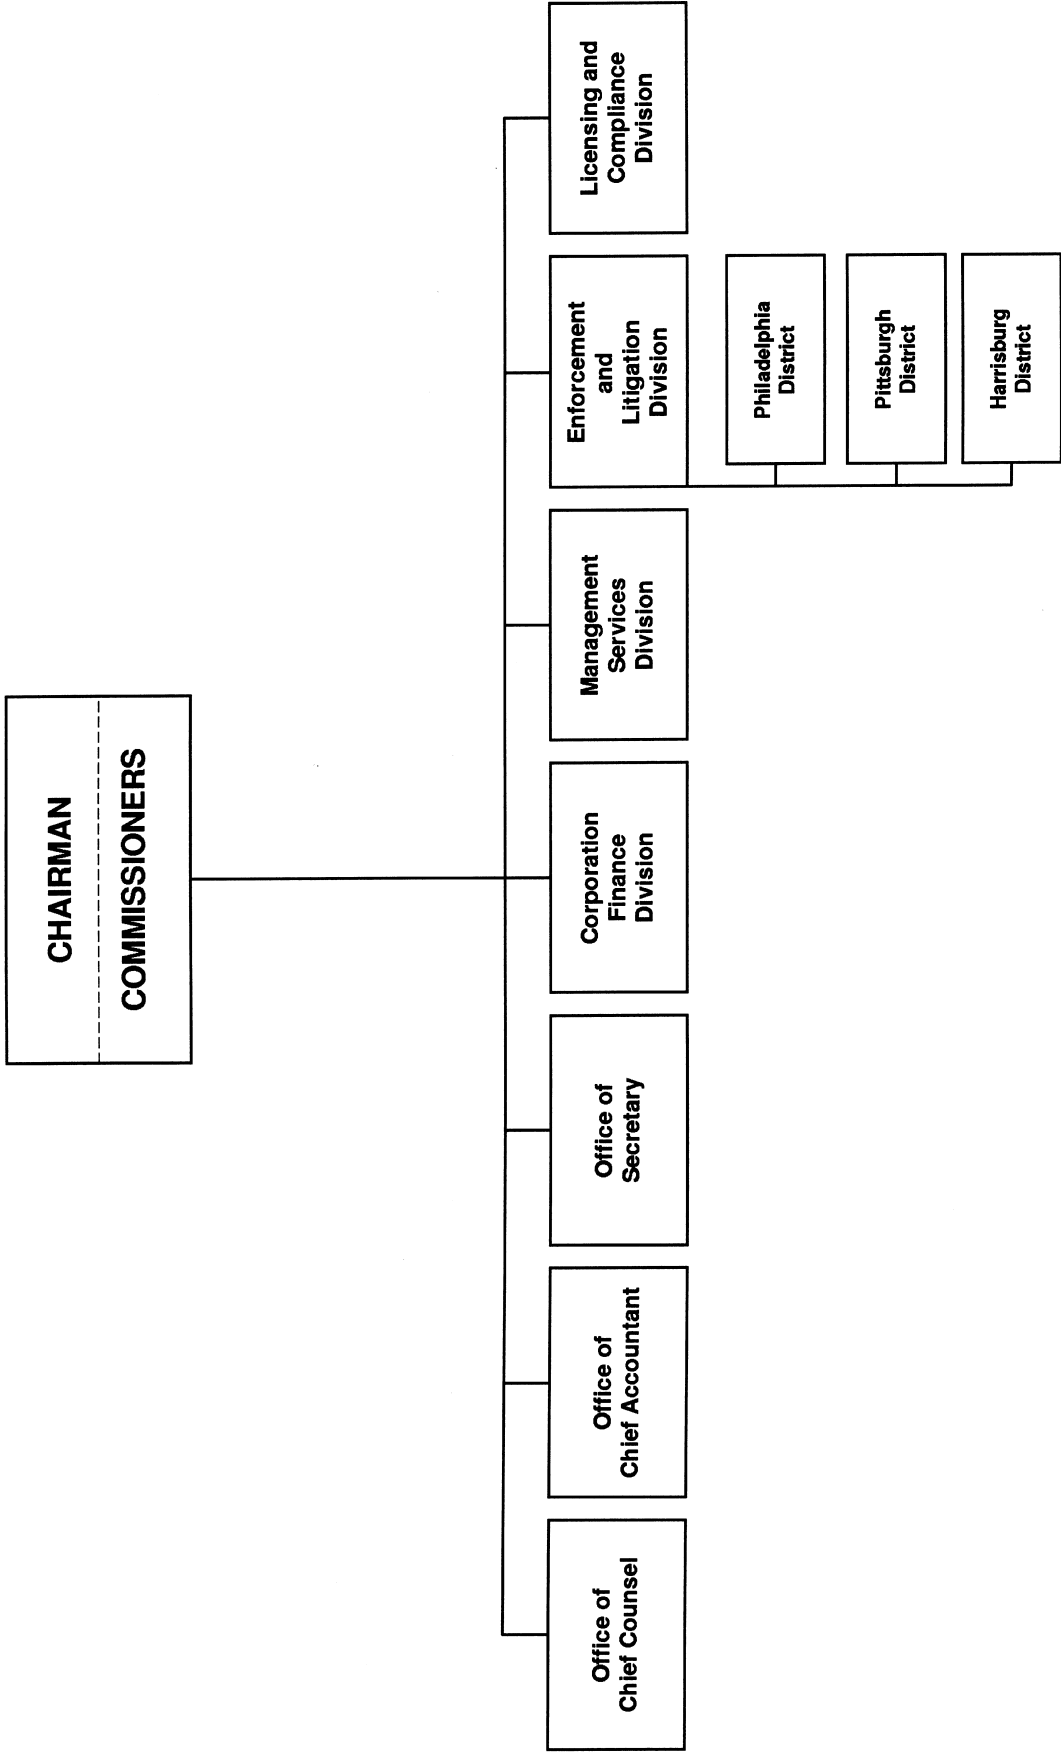 CHAIRMAN
COMMISSIONERS
Office of
Chief Counsel
Office of
Chief Accountant
Office of
Secretary
Corporation
Finance
Division
Management
Services
Division
Enforcement
and
Litigation
Division
Licensing and
Compliance
Division
Philadelphia
District
Pittsburgh
District
Harrisburg
District